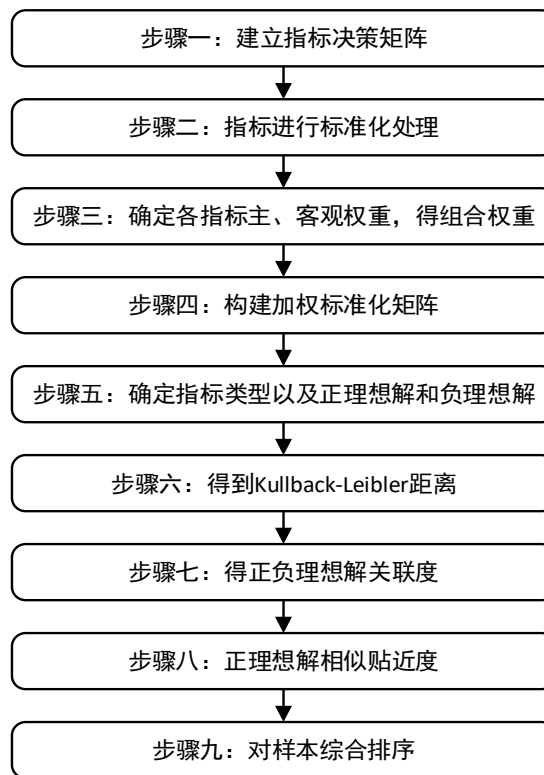 步骤一：建立指标决策矩阵
步骤二：指标进行标准化处理
步骤三：确定各指标主、客观权重，得组合权重
步骤四：构建加权标准化矩阵
步骤五：确定指标类型以及正理想解和负理想解
步骤六：得到Kullback-Leibler距离
步骤七：得正负理想解关联度
步骤八：正理想解相似贴近度
步骤九：对样本综合排序